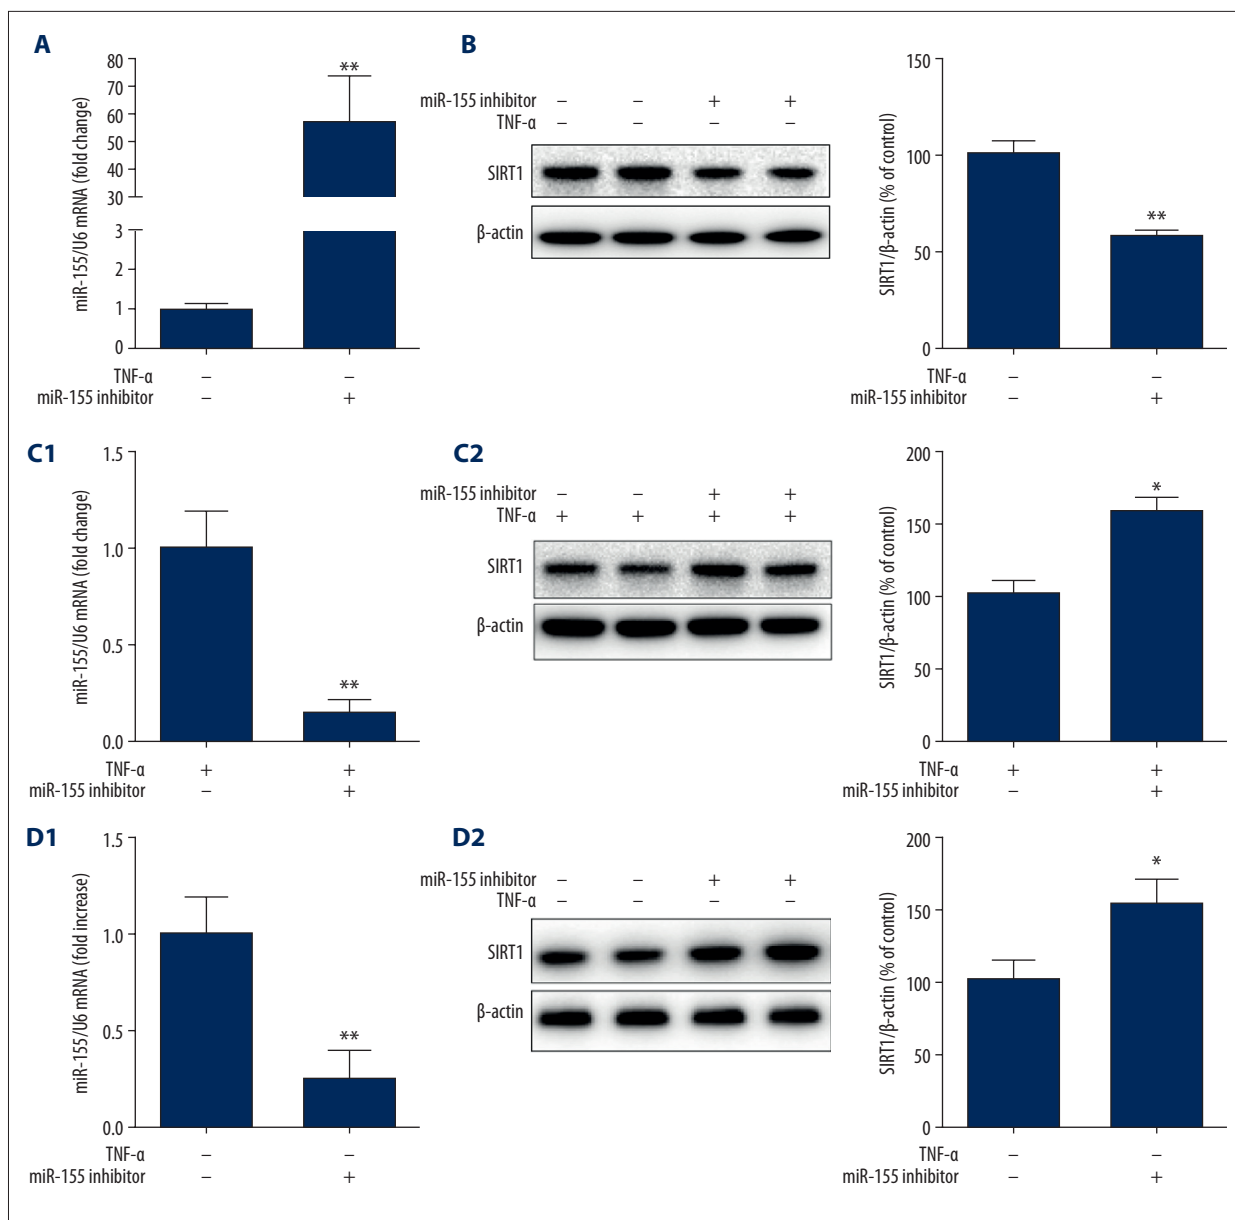 A
miR-155/U6 mRNA (fold change)
80
70
60
50
40
30
3
2
1
0
** 
TNF-α – –
miR-155 inhibitor – +
B
miR-155 inhibitor – – + +
TNF-α – – – –
SIRT1
β-actin
SIRT1/β-actin (% of control)
150
100
50
0
**
TNF-α – –
miR-155 inhibitor – +
C1
miR-155/U6 mRNA (fold change)
1.5
1.0
0.5
0.0
**
TNF-α + +
miR-155 inhibitor – +
C2
miR-155 inhibitor – – + +
TNF-α + + + +
SIRT1
β-actin
SIRT1/β-actin (% of control)
200
150
100
50
0
*
TNF-α + +
miR-155 inhibitor – +
D1
miR-155/U6 mRNA (fold increase)
1.5
1.0
0.5
0.0
**
TNF-α – –
miR-155 inhibitor – +
D2
miR-155 inhibitor – – + +
TNF-α – – – –
SIRT1
β-actin
SIRT1/β-actin (% of control)
200
150
100
50
0
*
TNF-α – –
miR-155 inhibitor – +